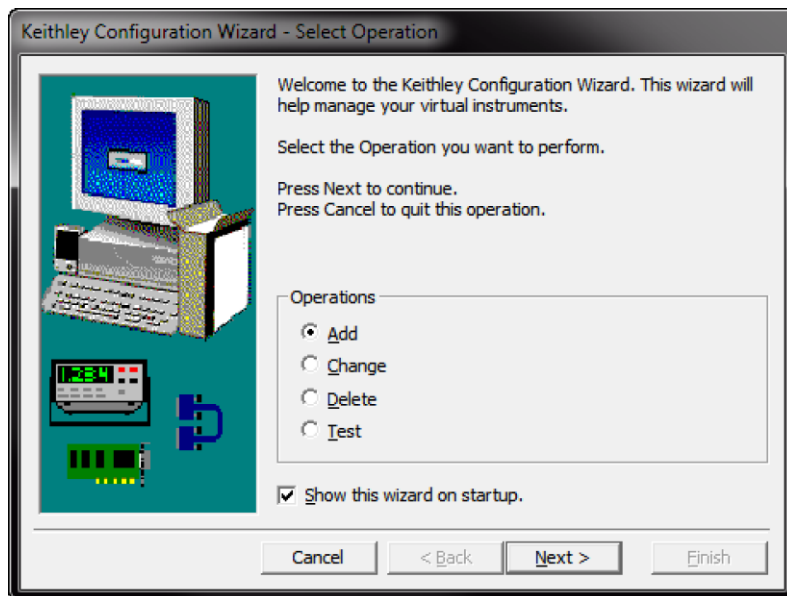 Keithley Configuration Wizard - Select Operation
Welcome to the Keithley Configuration Wizard. This wizard will
help manage your virtual instruments.
Select the Operation you want to perform.
Press Next to continue.
Press Cancel to quit this operation.
Operations
Add
Change
Delete
Test
1.234
Show this wizard on startup.
Cancel
< Back
Next >
Finish